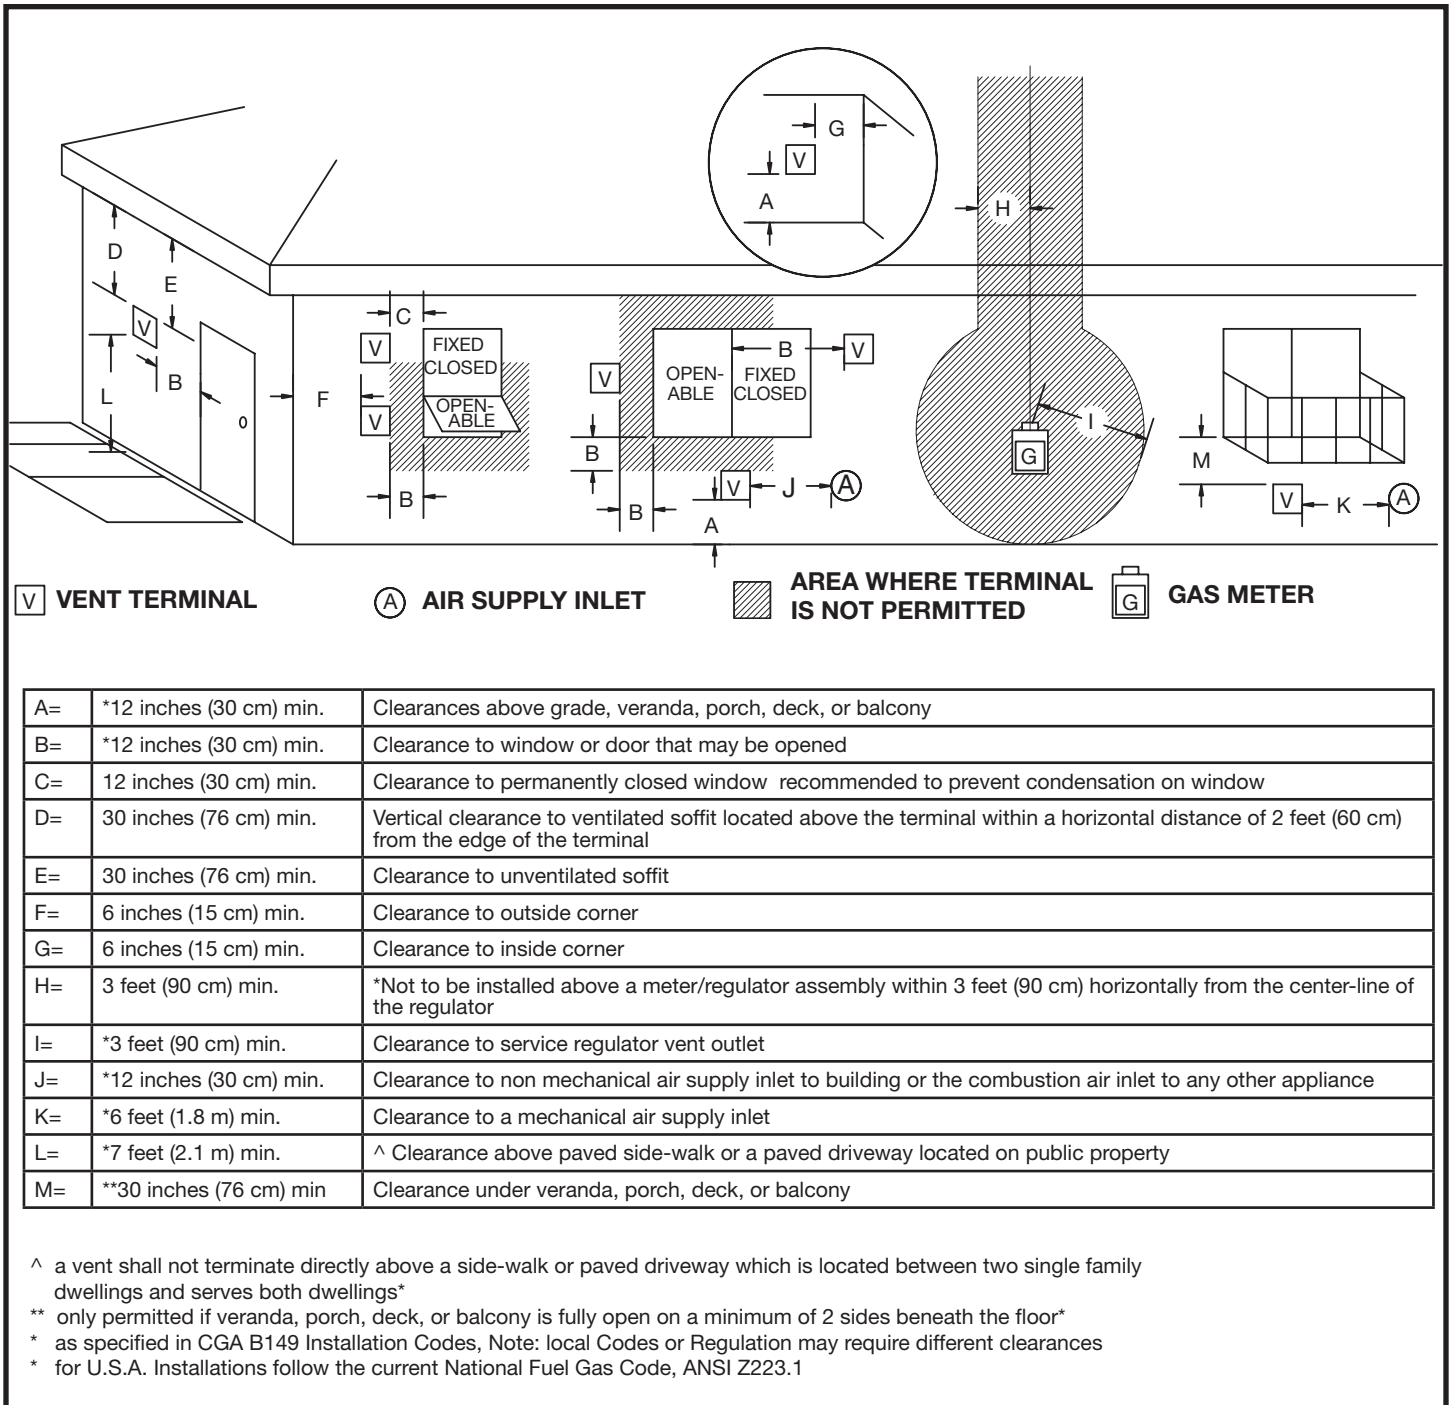 G
V
A
H
D
E
C
V
V
FIXED
CLOSED
B
V
V
OPEN-
ABLE
FIXED
CLOSED
B
L
F
V
OPEN-
ABLE
I
B
G
M
V
J
A
V
K
A
B
B
A
V VENT TERMINAL
A AIR SUPPLY INLET
AREA WHERE TERMINAL
IS NOT PERMITTED
G GAS METER
A= *12 inches (30 cm) min. Clearances above grade, veranda, porch, deck, or balcony
B= *12 inches (30 cm) min. Clearance to window or door that may be opened
C= 12 inches (30 cm) min. Clearance to permanently closed window recommended to prevent condensation on window
D= 30 inches (76 cm) min. Vertical clearance to ventilated soffit located above the terminal within a horizontal distance of 2 feet (60 cm)
from the edge of the terminal
E= 30 inches (76 cm) min. Clearance to unventilated soffit
F= 6 inches (15 cm) min. Clearance to outside corner
G= 6 inches (15 cm) min. Clearance to inside corner
H= 3 feet (90 cm) min. *Not to be installed above a meter/regulator assembly within 3 feet (90 cm) horizontally from the center-line of
the regulator
I= *3 feet (90 cm) min. Clearance to service regulator vent outlet
J= *12 inches (30 cm) min. Clearance to non mechanical air supply inlet to building or the combustion air inlet to any other appliance
K= *6 feet (1.8 m) min. Clearance to a mechanical air supply inlet
L= *7 feet (2.1 m) min. ^ Clearance above paved side-walk or a paved driveway located on public property
M= **30 inches (76 cm) min Clearance under veranda, porch, deck, or balcony
^ a vent shall not terminate directly above a side-walk or paved driveway which is located between two single family
dwellings and serves both dwellings*
** only permitted if veranda, porch, deck, or balcony is fully open on a minimum of 2 sides beneath the floor*
* as specified in CGA B149 Installation Codes, Note: local Codes or Regulation may require different clearances
* for U.S.A. Installations follow the current National Fuel Gas Code, ANSI Z223.1